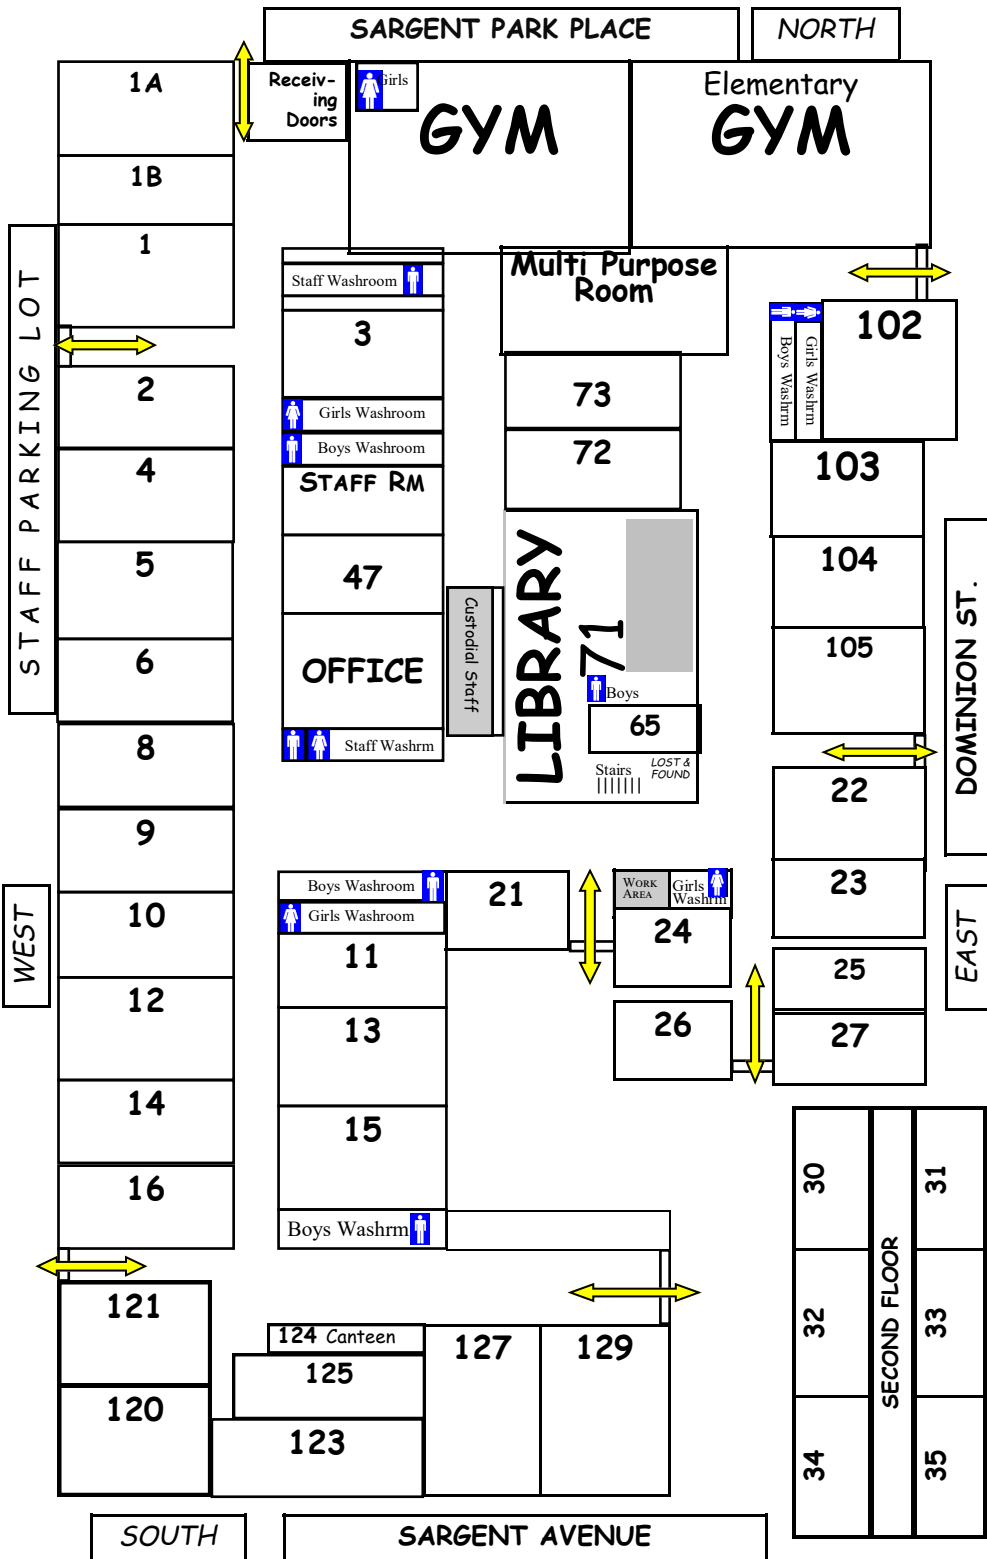 SARGENT PARK PLACE
NORTH
1A
Receiv-
ing
Doors
Girls
GYM
Elementary
GYM
1B
1
STAFF PARKING LOT
Staff Washroom
3
Multi Purpose
Room
102
Boys Washrm
Girls Washrm
2
Girls Washroom
Boys Washroom
73
72
4
STAFF RM
103
5
47
104
6
OFFICE
Custodial Staff
LIBRARY
71
Boys
65
Stairs
LOST &
FOUND
105
DOMINION ST.
8
Staff Washrm
22
9
Boys Washroom
Girls Washroom
21
WORK
AREA
Girls
Washrm
23
WEST
10
11
24
EAST
25
12
13
26
27
14
15
16
Boys Washrm
30
31
SECOND FLOOR
32
33
34
35
121
124 Canteen
127
129
125
120
123
SOUTH
SARGENT AVENUE